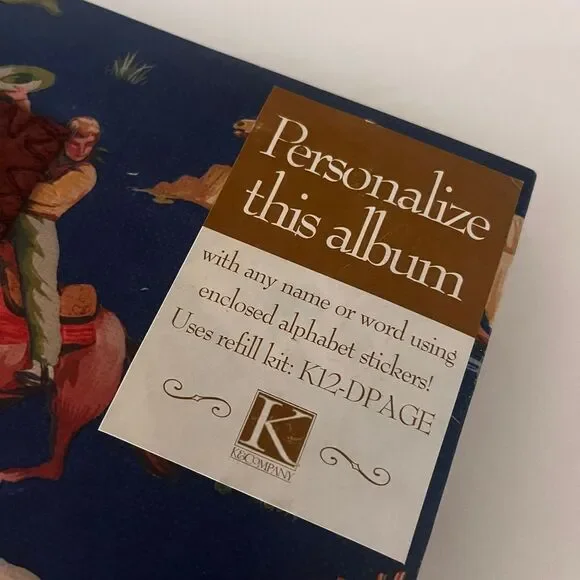 Personalize
this album
with any name or word using
enclosed alphabet stickers!
Uses refill kit: K12-DPAGE
K
K&COMPANY